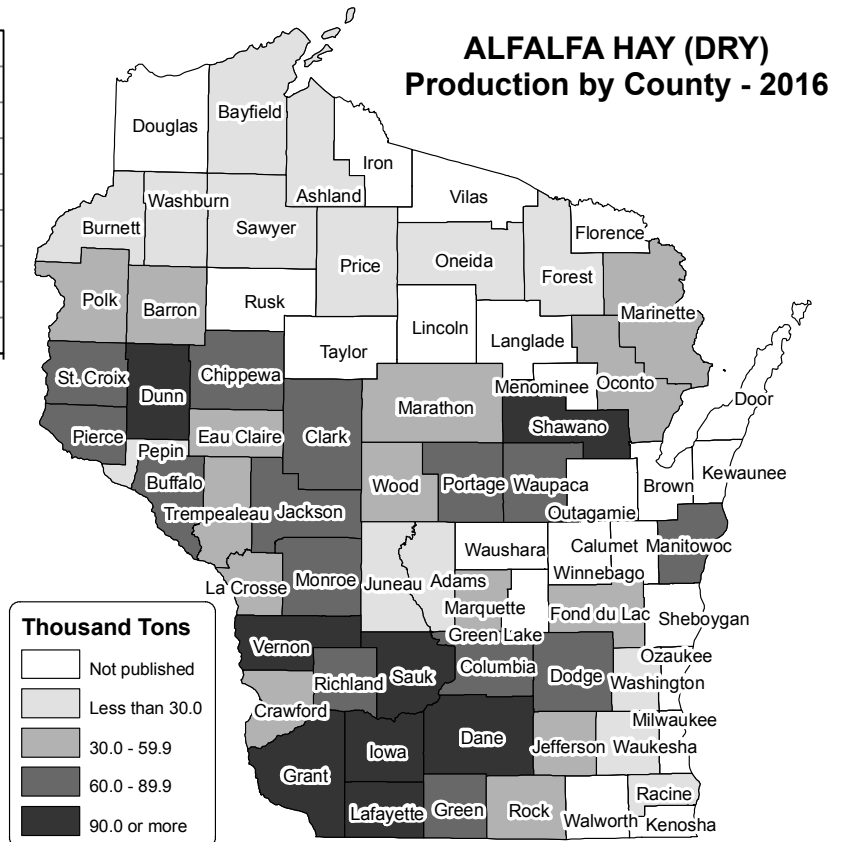 ALFALFA HAY (DRY)
Production by County - 2016
Douglas
Bayfield
Iron
Ashland
Vilas
Washburn
Burnett
Sawyer
Florence
Price
Oneida
Forest
Polk
Barron
Rusk
Marinette
Lincoln
Langlade
Taylor
St. Croix
Dunn
Chippewa
Menominee
Oconto
Door
Marathon
Shawano
Pierce
Eau Claire
Clark
Pepin
Buffalo
Wood
Portage
Waupaca
Brown
Kewaunee
Trempealeau
Jackson
Outagamie
Waushara
Calumet
Manitowoc
Winnebago
La Crosse
Monroe
Juneau
Adams
Marquette
Fond du Lac
Sheboygan
Green Lake
Vernon
Sauk
Columbia
Dodge
Ozaukee
Richland
Washington
Crawford
Milwaukee
Iowa
Dane
Jefferson
Waukesha
Grant
Lafayette
Green
Rock
Walworth
Racine
Kenosha
Thousand Tons
Not published
Less than 30.0
30.0 - 59.9
60.0 - 89.9
90.0 or more